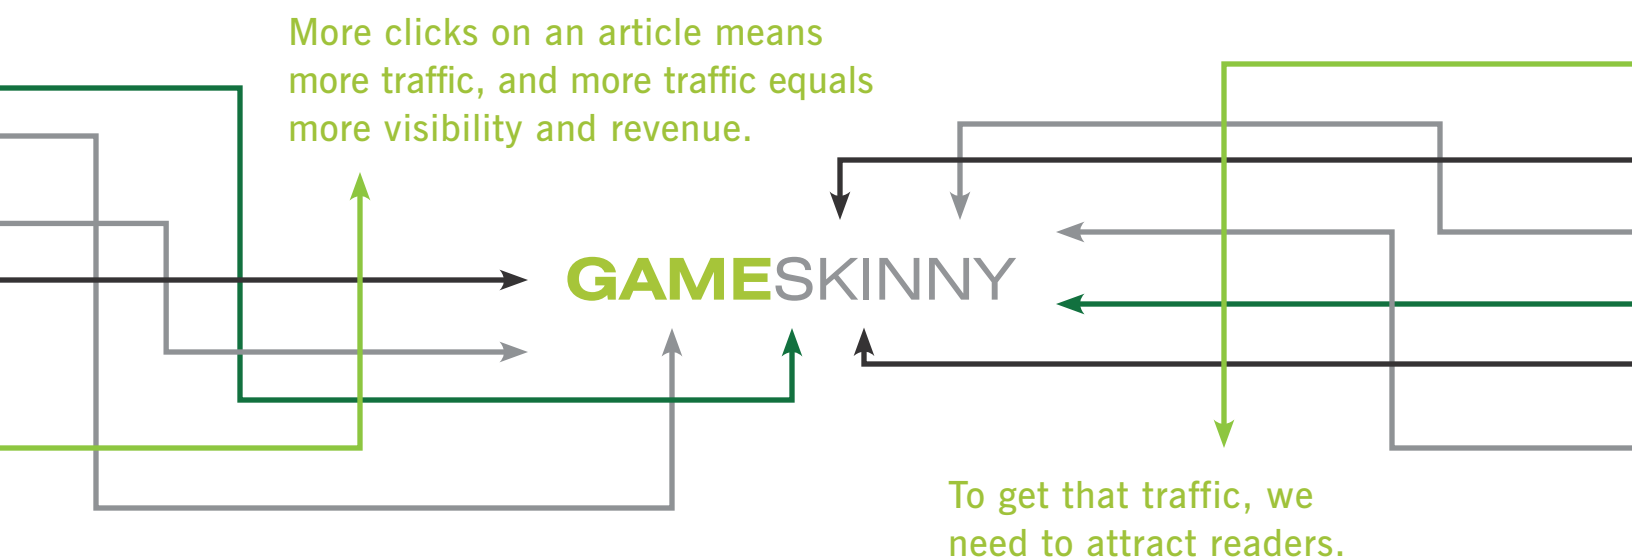 More clicks on an article means
more traffic, and more traffic equals
more visibility and revenue.
GAMESKINNY
To get that traffic, we
need to attract readers.